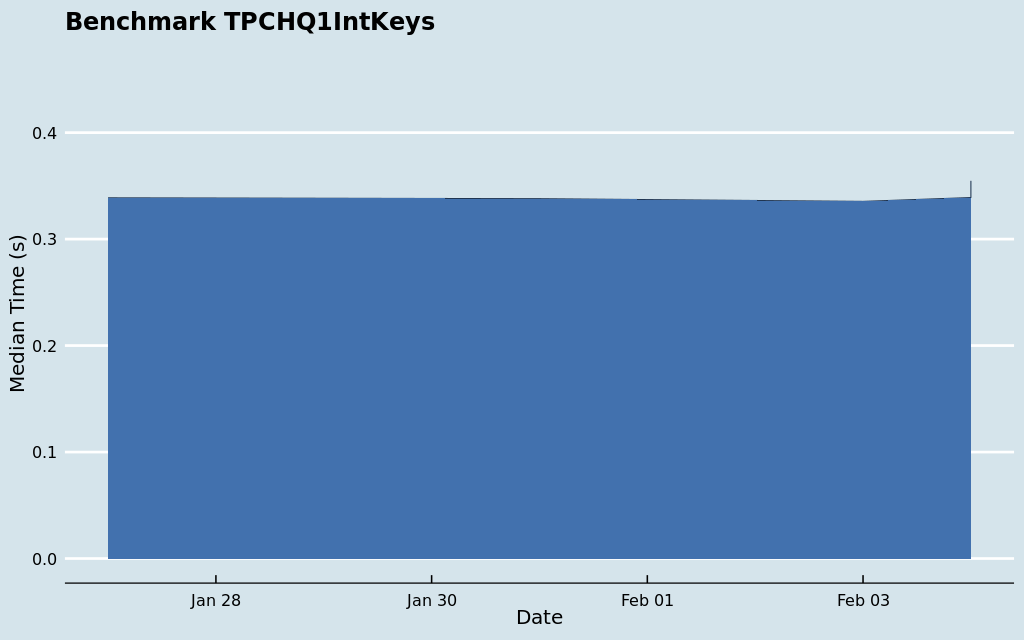 Benchmark TPCHQ1IntKeys
0.4
0.3
0.2
0.1
0.0
Median Time (s)
Jan 28
Jan 30
Feb 01
Feb 03
Date